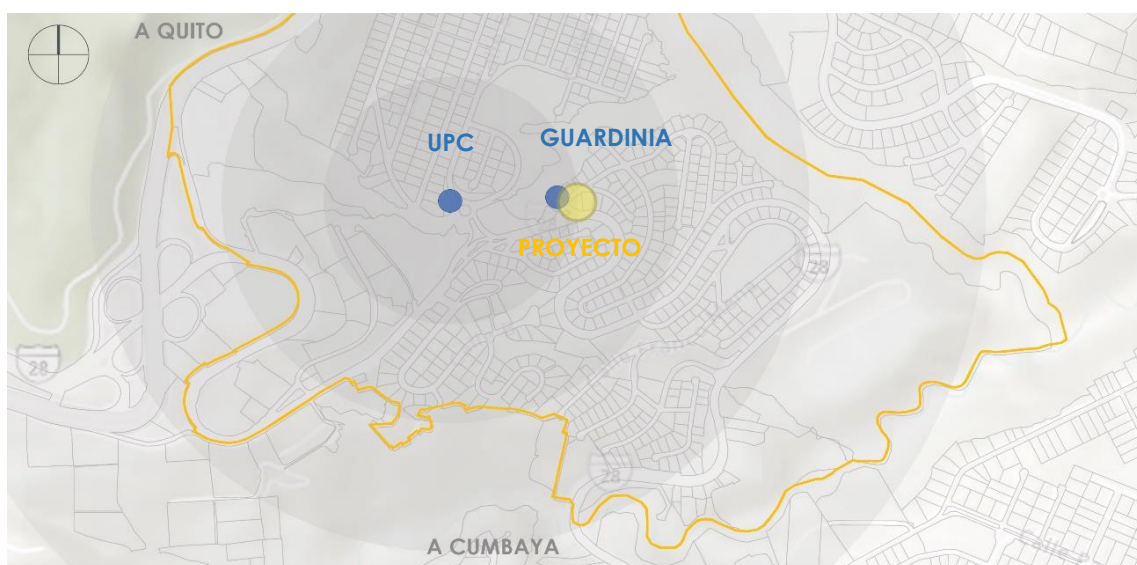 A QUITO
UPC
GUARDINIA
PROYECTO
28
28
28
A CUMBAYA